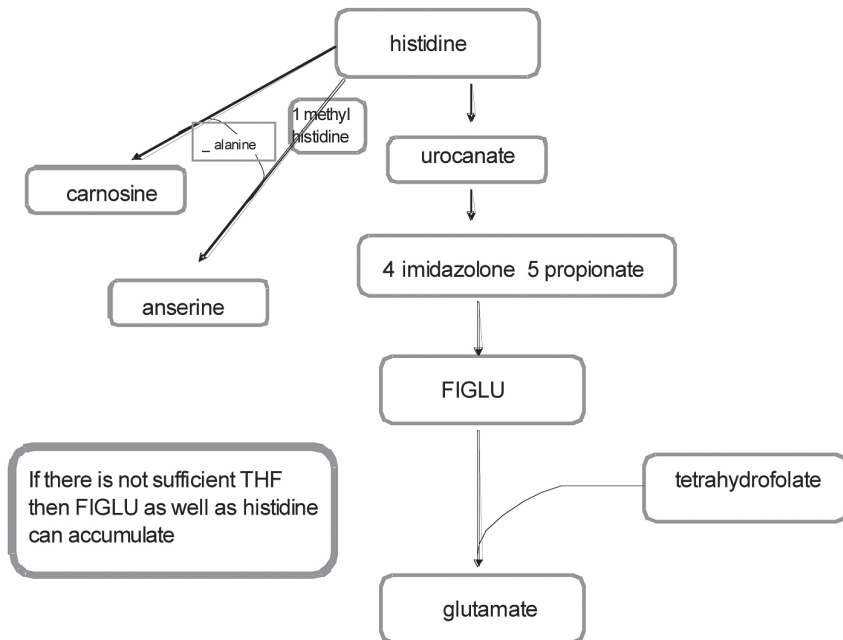 histidine
1 methyl
histidine
_ alanine
urocanate
carnosine
4 imidazolone 5 propionate
anserine
FIGLU
If there is not sufficient THF
then FIGLU as well as histidine
can accumulate
tetrahydrofolate
glutamate